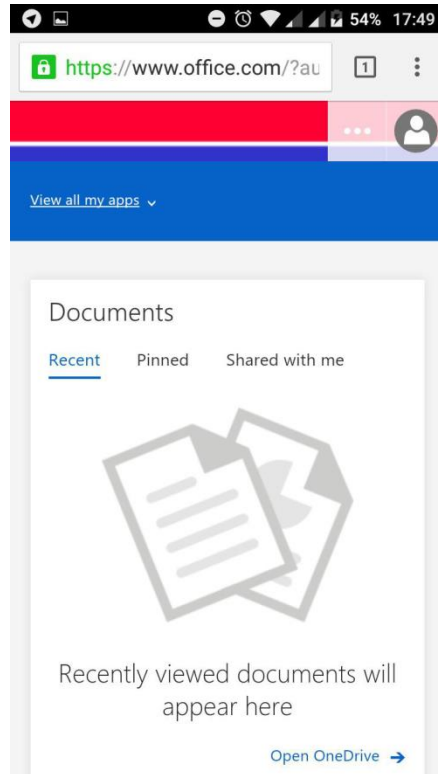 54% 17:49
https://www.office.com/?au 1
View all my apps
Documents
Recent Pinned Shared with me
Recently viewed documents will
appear here
Open OneDrive